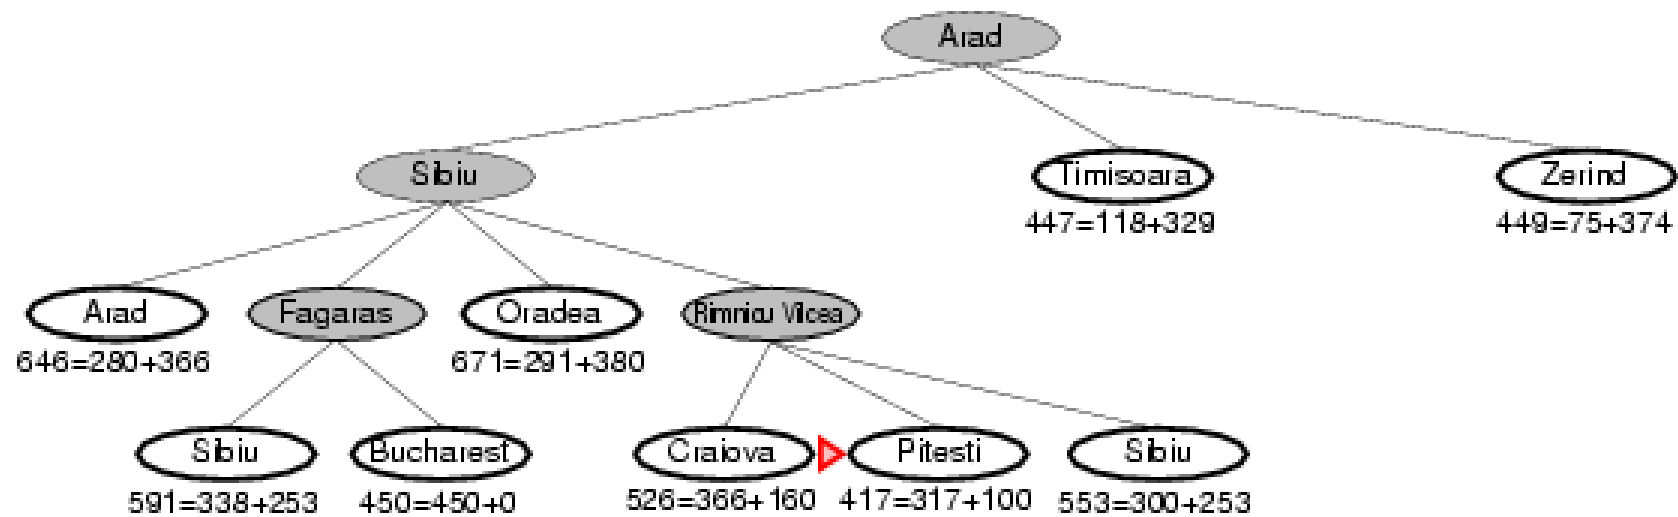 Arad
Sibiu
Timisoara
Zerind
447=118+329
449=75+374
Arad
Fagaras
Oradea
Rimnicu Vilcea
646=280+366
671=291+380
Sibiu
Bucharest
Craiova
Pitesti
Sibiu
591=338+253
450=450+0
526=366+160
417=317+100
553=300+253